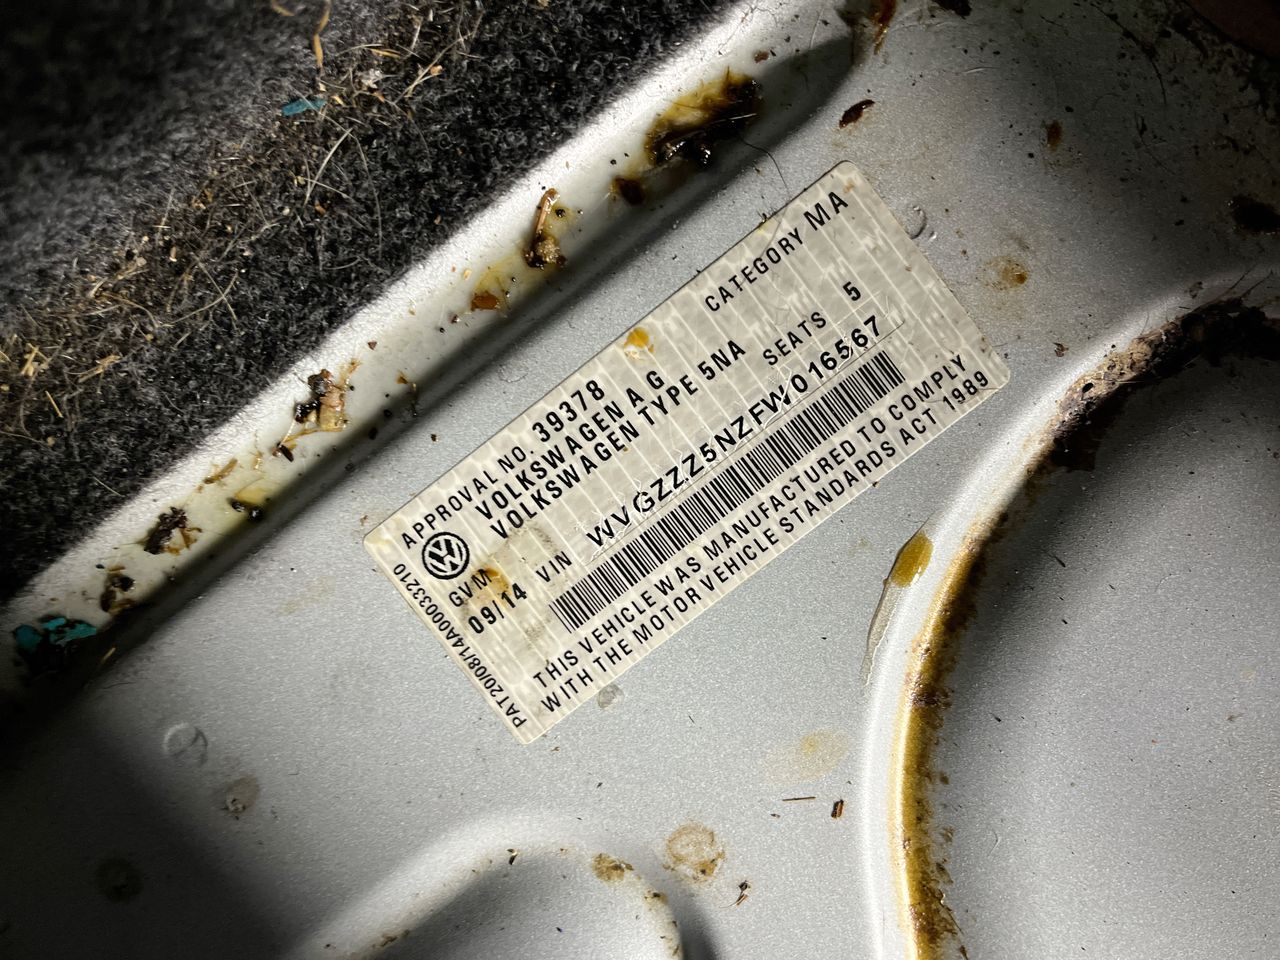 APPROVAL NO. 39378 CATEGORY MA
VOLKSWAGEN A G
VOLKSWAGEN TYPE 5NA SEATS 5
GVM
09/14 VIN WVGZZZ5NZFW016567
THIS VEHICLE WAS MANUFACTURED TO COMPLY
WITH THE MOTOR VEHICLE STANDARDS ACT 1989
PAT20/08/14A00033210